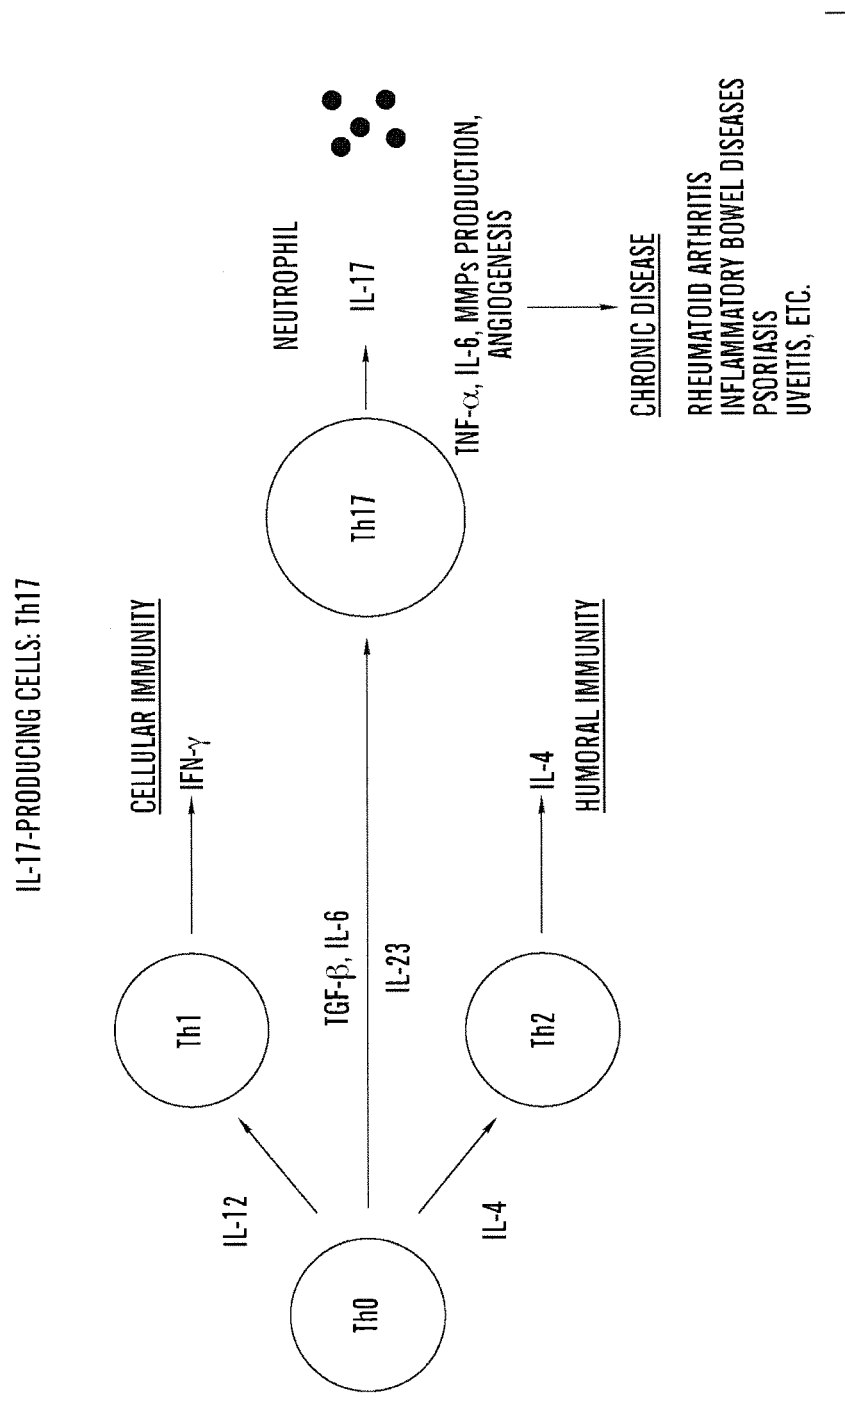 IL-17-PRODUCING CELLS: Th17
CELLULAR IMMUNITY
IFN-γ
Th1
IL-12
Th0
TGF-β, IL-6
IL-23
Th17
NEUTROPHIL
IL-17
TNF-α, IL-6, MMPs PRODUCTION,
ANGIOGENESIS
IL-4
Th2
IL-4
HUMORAL IMMUNITY
CHRONIC DISEASE
RHEUMATOID ARTHRITIS
INFLAMMATORY BOWEL DISEASES
PSORIASIS
UVEITIS, ETC.